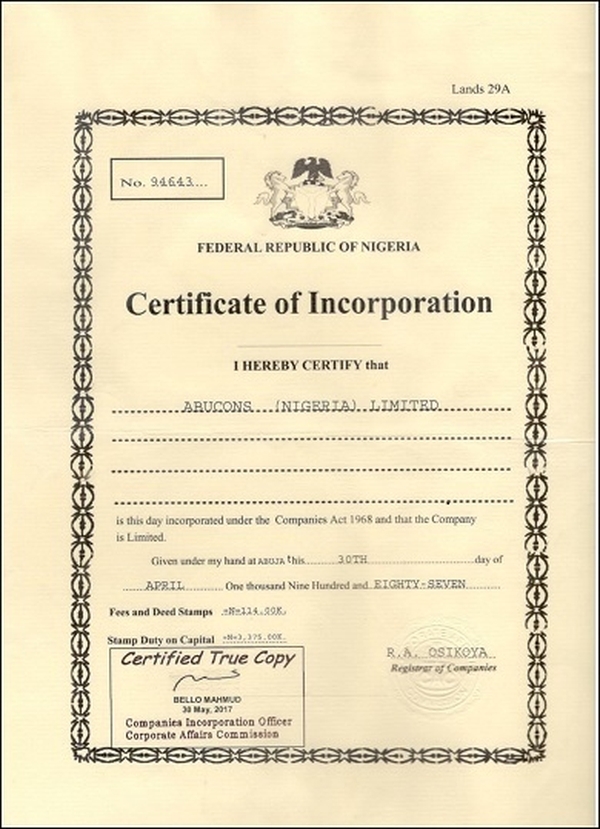 Lands 29A
No. 94643....
FEDERAL REPUBLIC OF NIGERIA
Certificate of Incorporation
I HEREBY CERTIFY that
ABUCONS (NIGERIA) LIMITED
is this day incorporated under the Companies Act 1968 and that the Company
is Limited.
Given under my hand at ABUJA this 30TH day of
APRIL One thousand Nine Hundred and EIGHTY-SEVEN
Fees and Deed Stamps =N=114.00K.
Stamp Duty on Capital =N=3,375.00K.
Certified True Copy
BELLO MAHMUD
30 May, 2017
Companies Incorporation Officer
Corporate Affairs Commission
R.A. OSIKOYA
Registrar of Companies